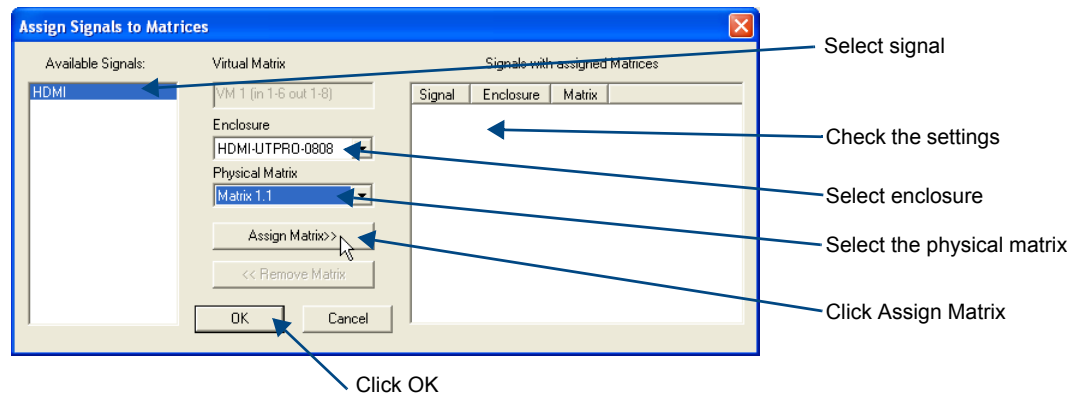 Assign Signals to Matrices
Select signal
Available Signals:
Virtual Matrix
Signals with assigned Matrices
HDMI
VM 1 (in 1-6 out 1-8)
Signal
Enclosure
Matrix
Enclosure
HDMI-UTPRO-0808
Check the settings
Physical Matrix
Matrix 1.1
Select enclosure
Assign Matrix>>
Select the physical matrix
<< Remove Matrix
OK
Cancel
Click Assign Matrix
Click OK